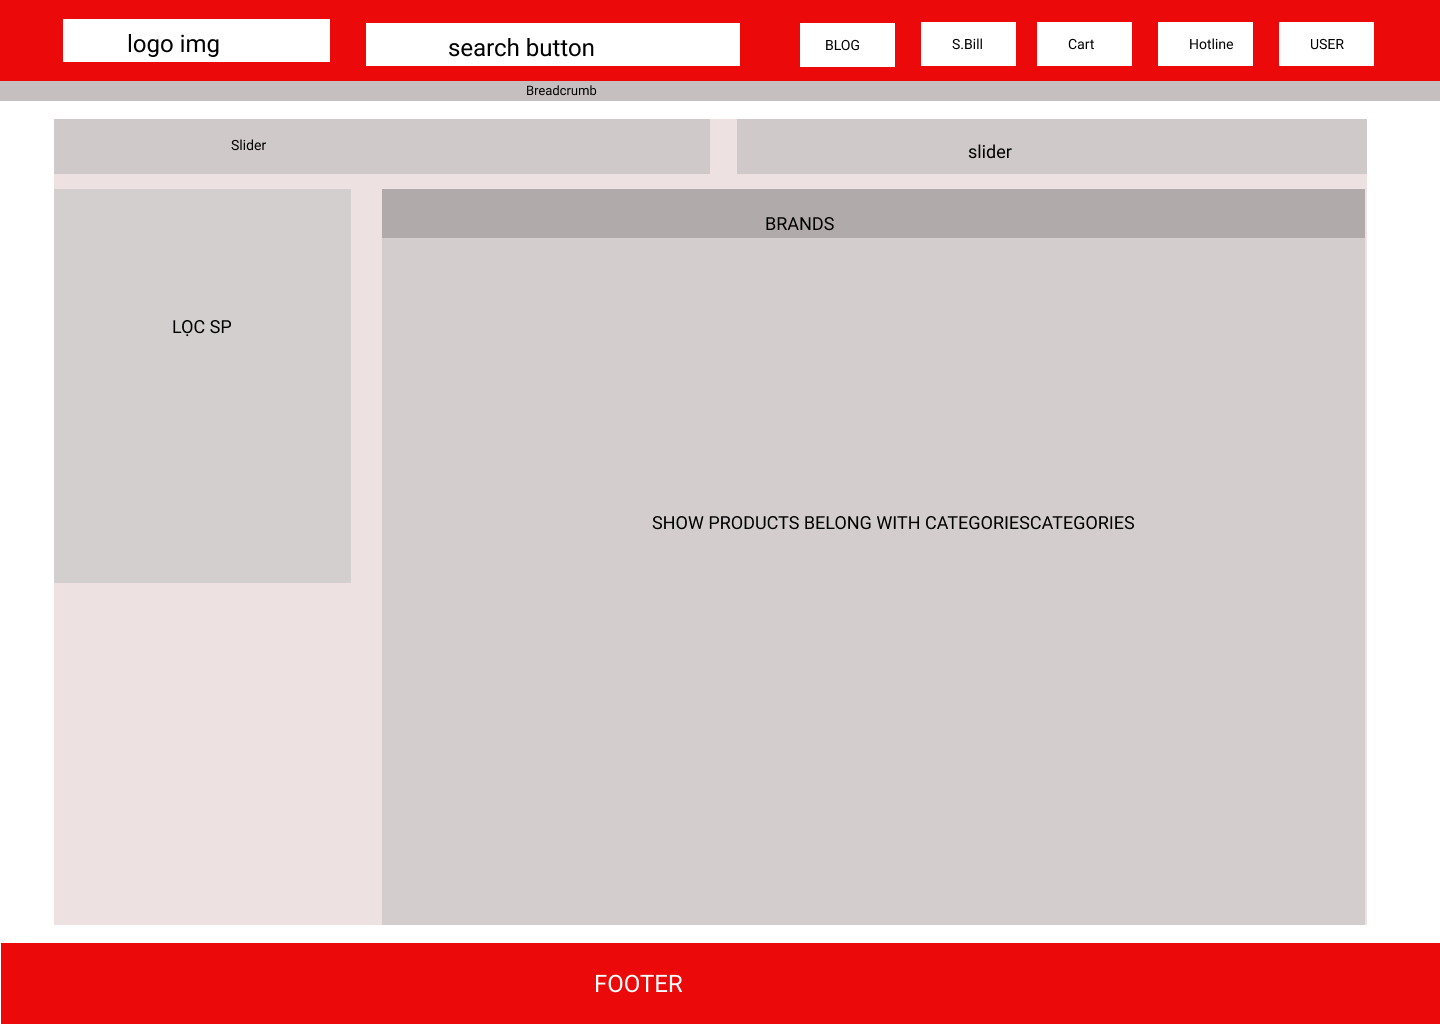 logo img
search button
BLOG
S.Bill
Cart
Hotline
USER
Breadcrumb
Slider
slider
BRANDS
LỌC SP
SHOW PRODUCTS BELONG WITH CATEGORIESCATEGORIES
FOOTER